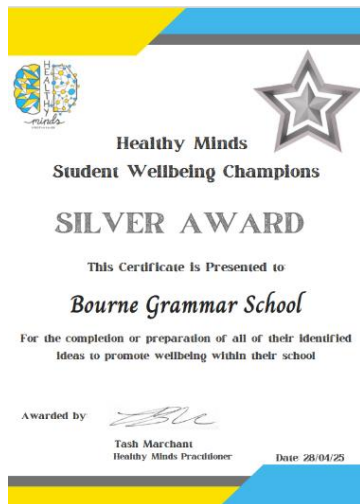 HEALTHY
minds
Healthy Minds
Student Wellbeing Champions
SILVER AWARD
This Certificate is Presented to
Bourne Grammar School
For the completion or preparation of all of their identified
ideas to promote wellbeing within their school
Awarded by
Tash Marchant
Healthy Minds Practitioner
Date 28/04/25